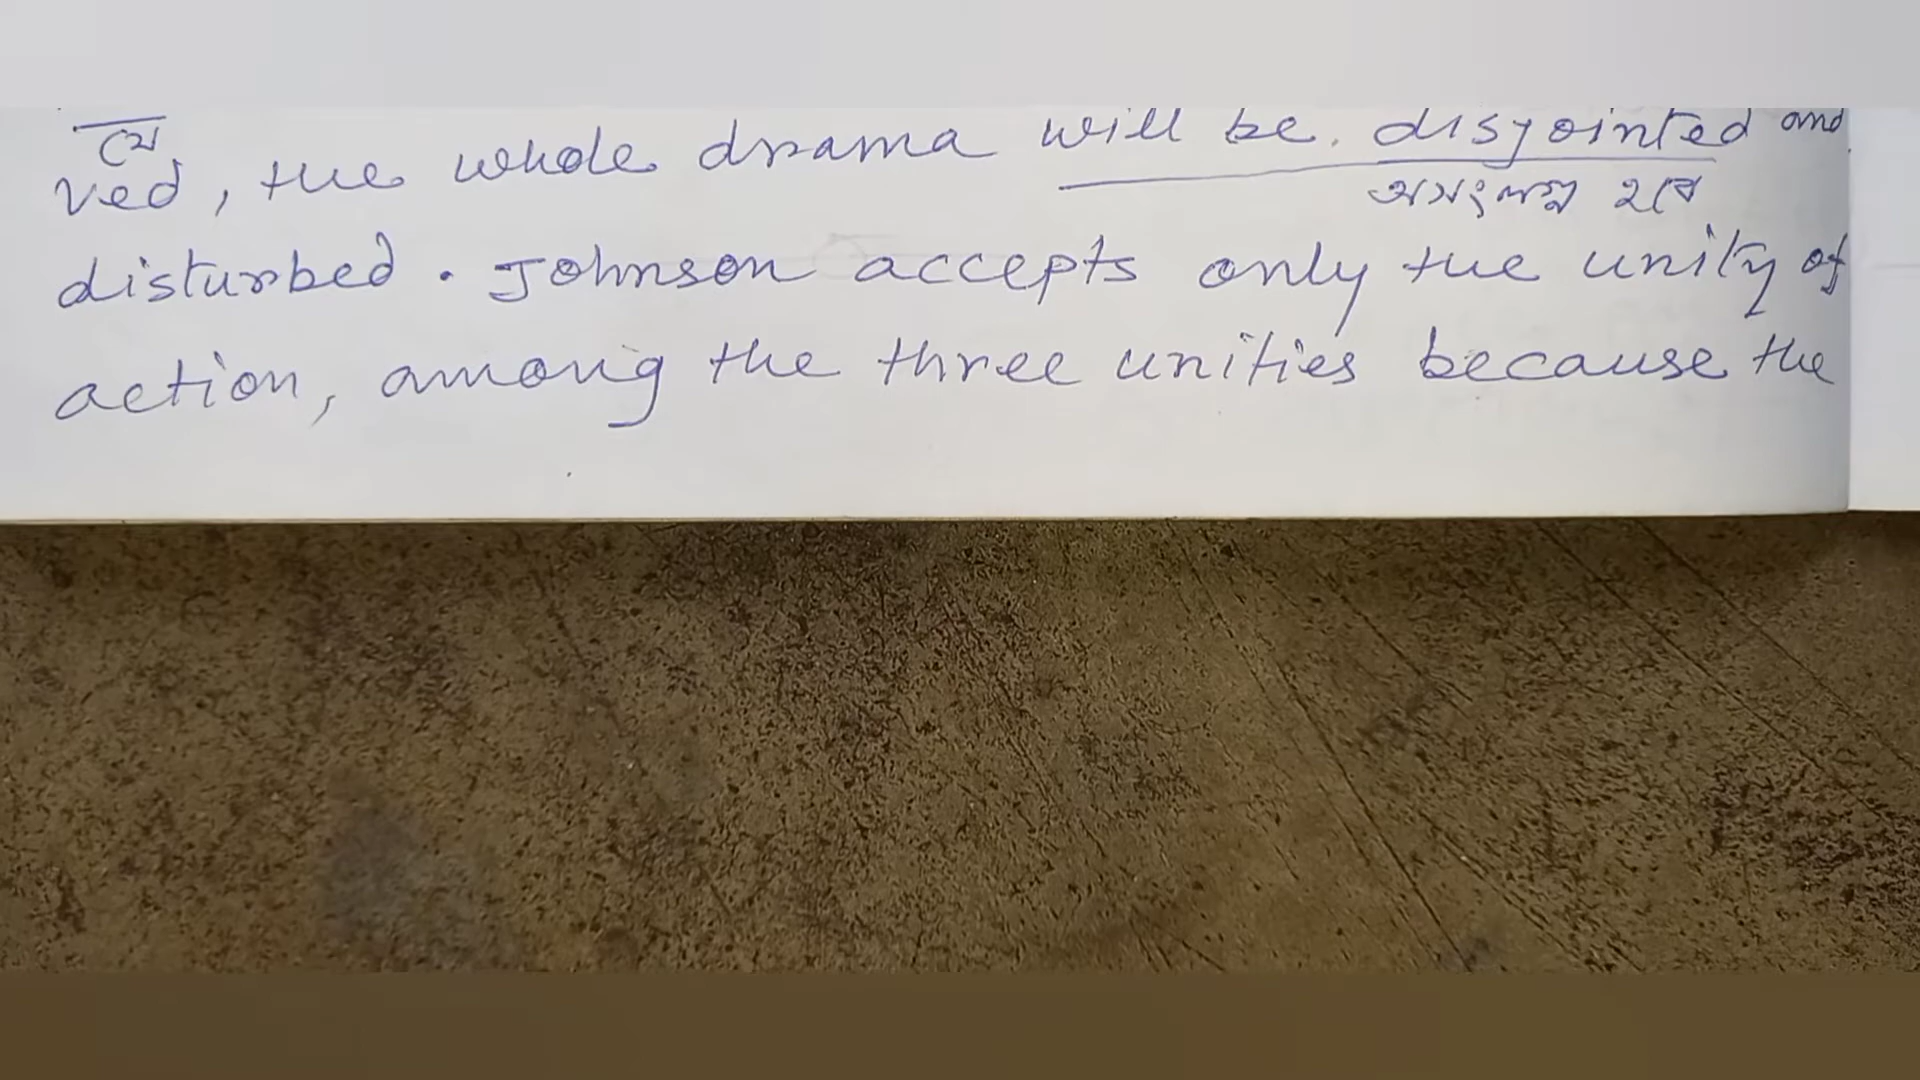 ved, the whole drama will be. disjointed and
অসংলগ্ন হবে
disturbed. Johnson accepts only the unity of
action, among the three unities because the